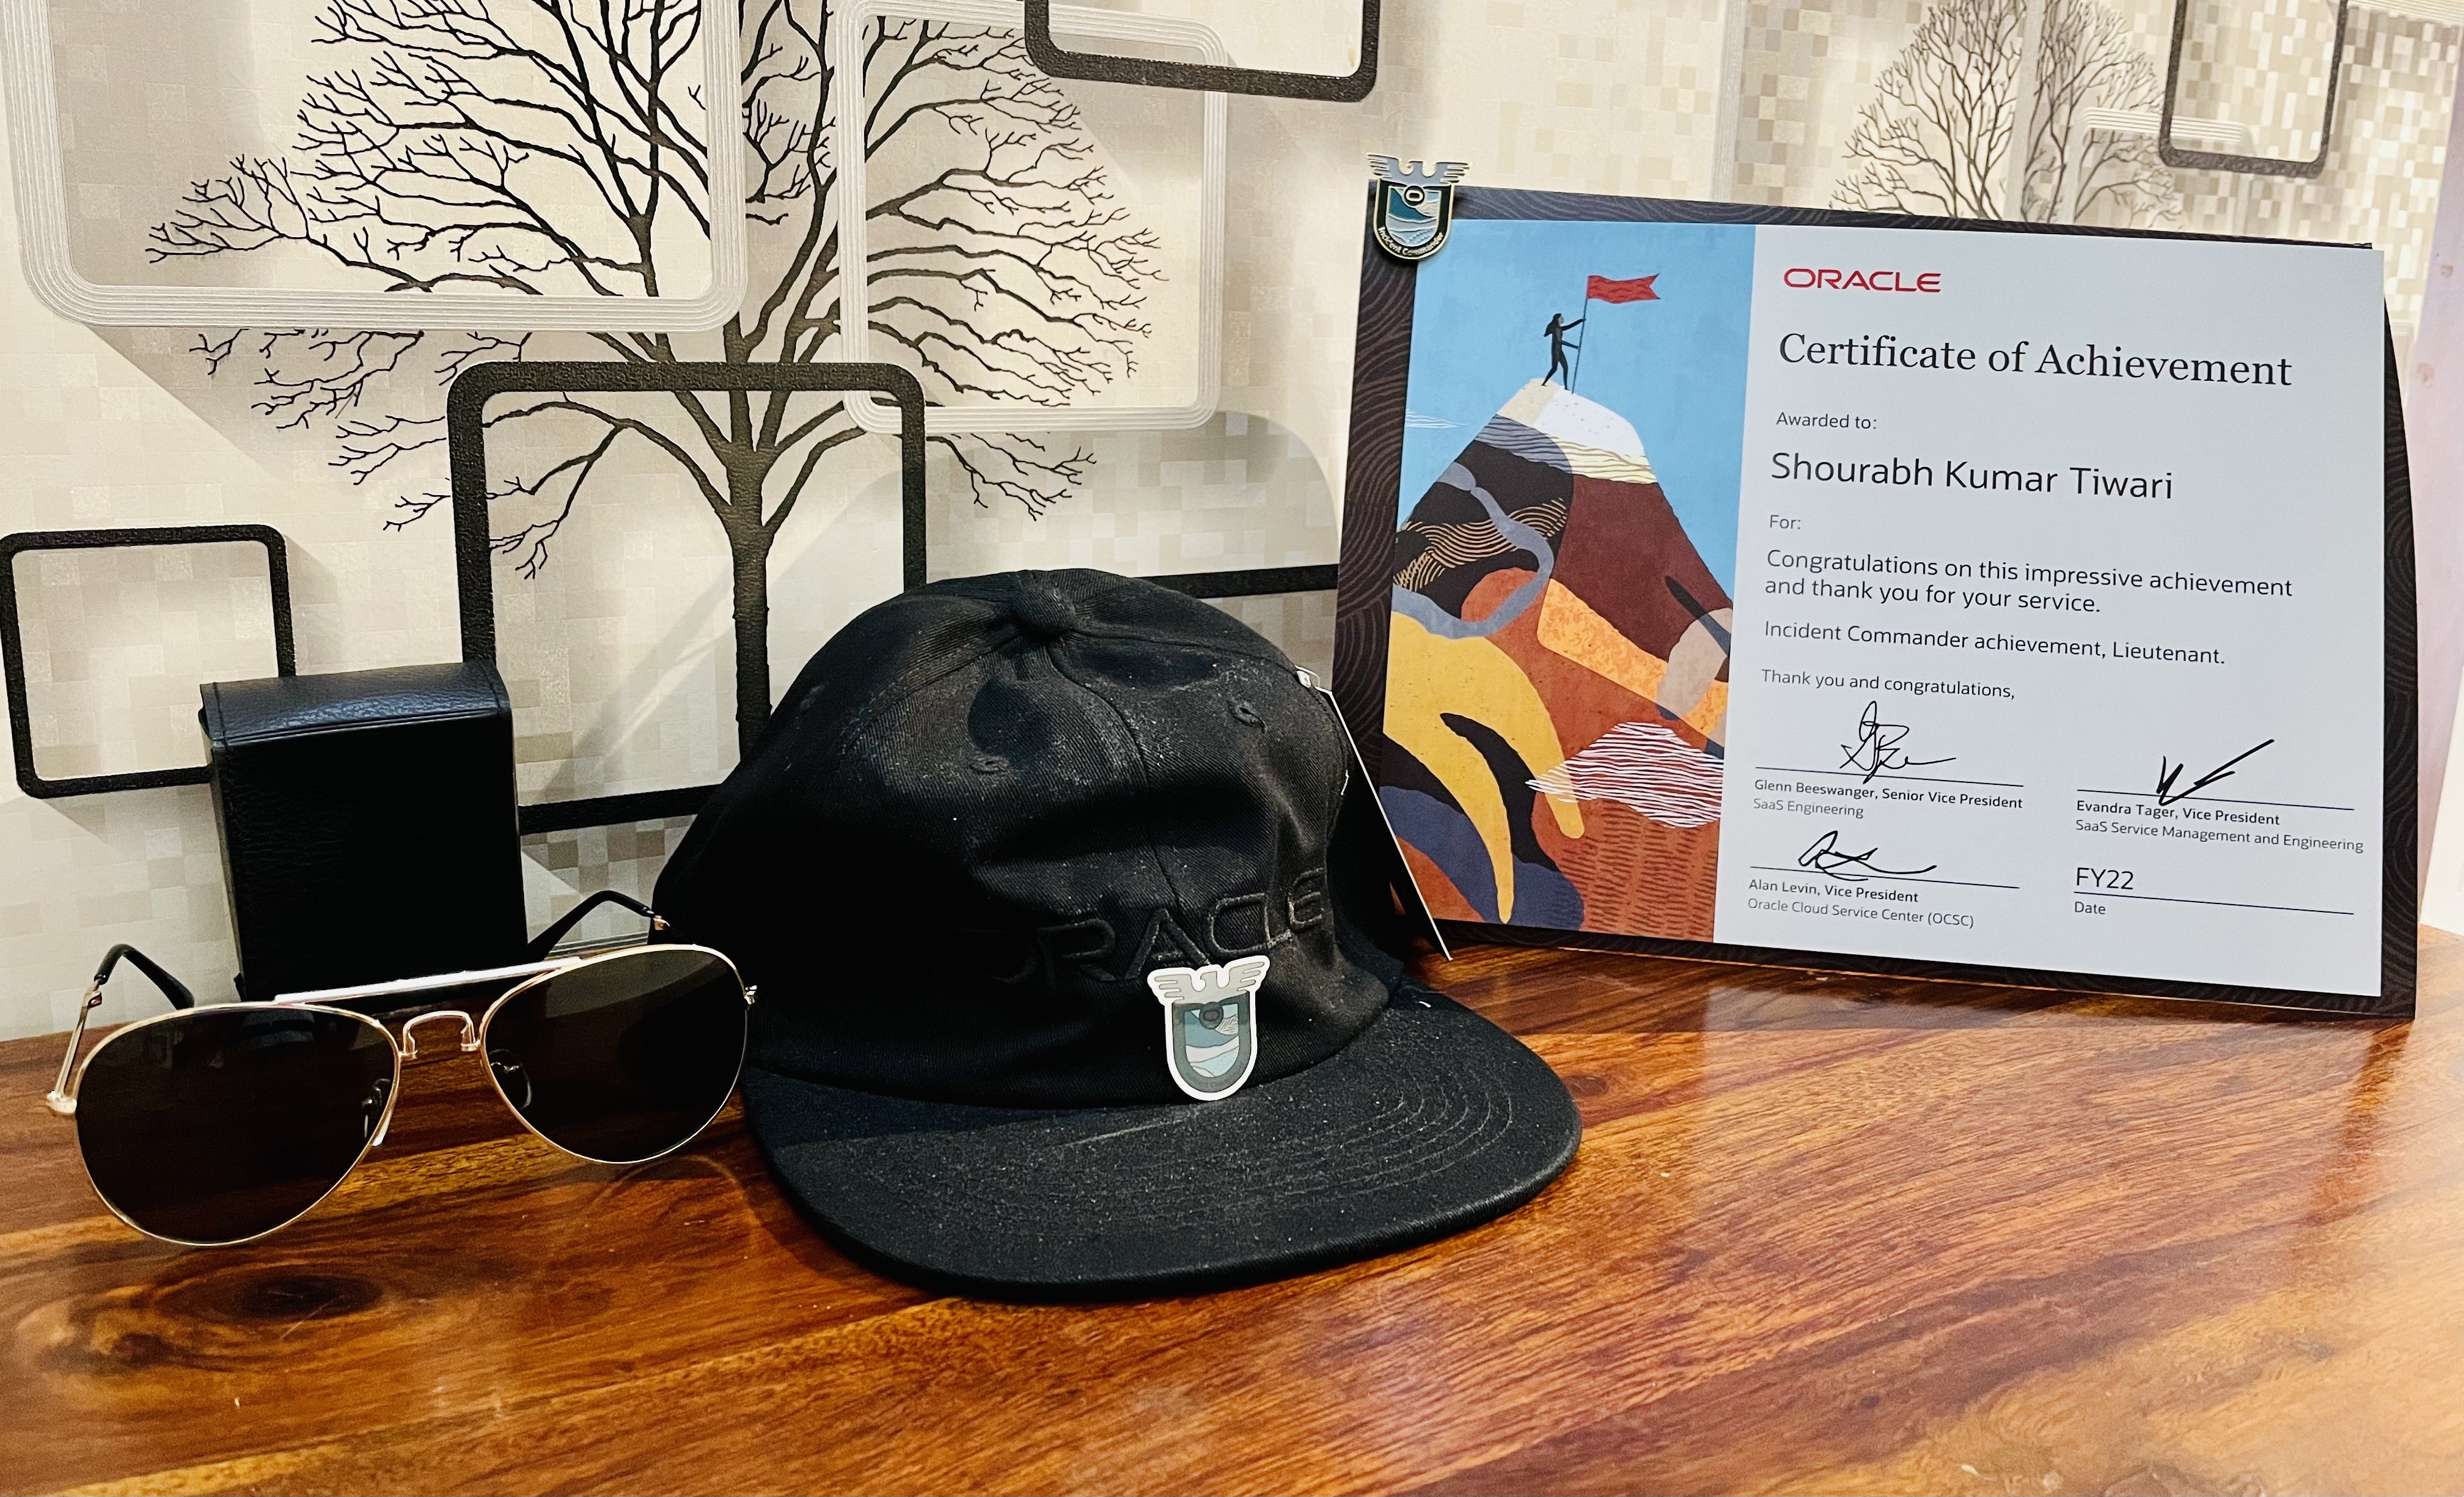 Incident Commander
ORACLE
Certificate of Achievement
Awarded to:
Shourabh Kumar Tiwari
For:
Congratulations on this impressive achievement
and thank you for your service.
Incident Commander achievement, Lieutenant.
Thank you and congratulations,
Glenn Beeswanger, Senior Vice President
SaaS Engineering
Evandra Tager, Vice President
SaaS Service Management and Engineering
Alan Levin, Vice President
Oracle Cloud Service Center (OCSC)
FY22
Date
ORACLE